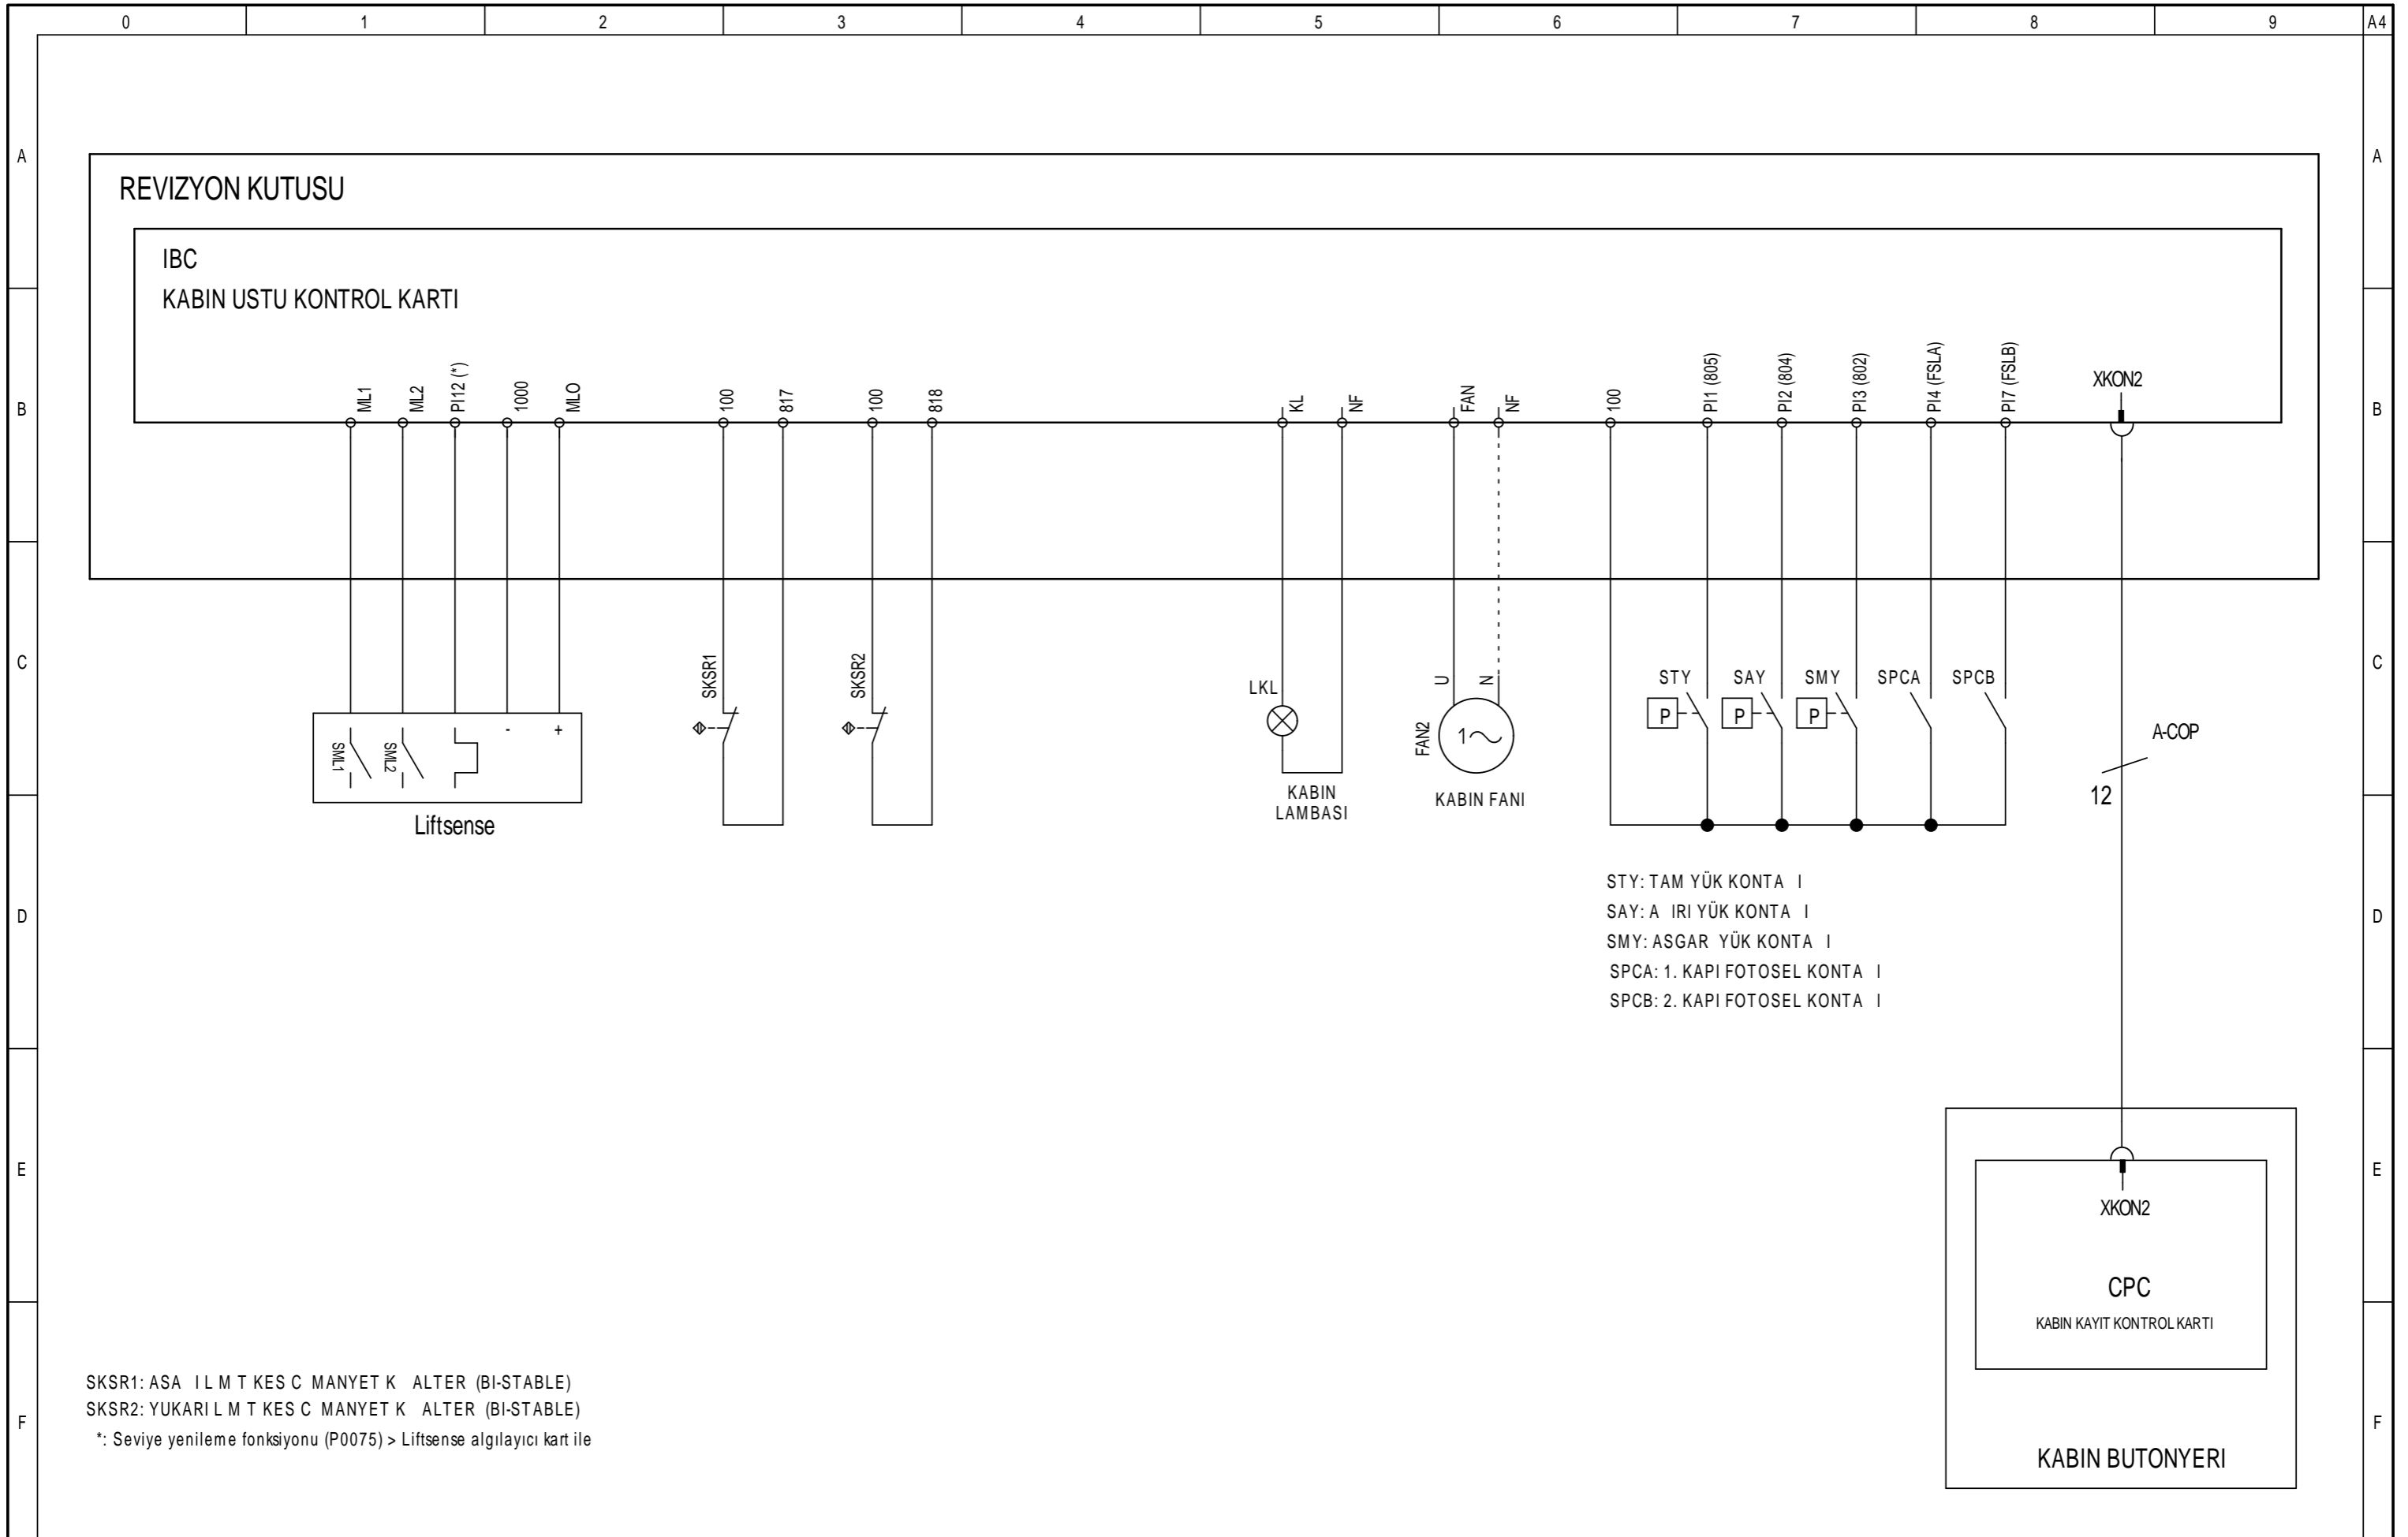 0 1 2 3 4 5 6 7 8 9 A4
A A
REVIZYON KUTUSU
IBC
KABIN USTU KONTROL KARTI
B B
ML1
ML2
PI12 (*)
1000
MLO
100
817
100
818
KL
NF
FAN
NF
100
PI1 (805)
PI2 (804)
PI3 (802)
PI4 (FSLA)
PI7 (FSLB)
XKON2
C C
SML1
SML2
-
+
Liftsense
SKSR1
SKSR2
LKL
KABIN
LAMBASI
U
N
FAN2
1
KABIN FANI
STY
P
SAY
P
SMY
P
SPCA
SPCB
A-COP
12
D D
STY: TAM YÜK KONTA I
SAY: A IRI YÜK KONTA I
SMY: ASGAR YÜK KONTA I
SPCA: 1. KAPI FOTOSEL KONTA I
SPCB: 2. KAPI FOTOSEL KONTA I
E E
XKON2
CPC
KABIN KAYIT KONTROL KARTI
KABIN BUTONYERI
F F
SKSR1: ASA I L M T KES C MANYET K ALTER (BI-STABLE)
SKSR2: YUKARI L M T KES C MANYET K ALTER (BI-STABLE)
*: Seviye yenileme fonksiyonu (P0075) > Liftsense algılayıcı kart ile